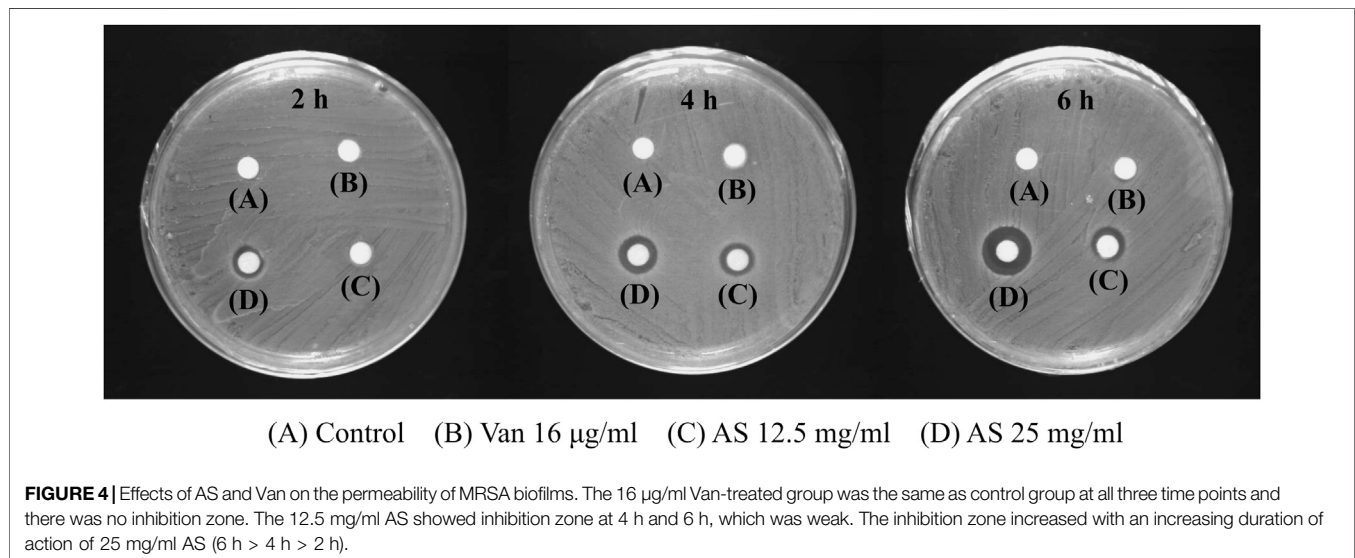 2 h
4 h
6 h
(A)
(B)
(A)
(B)
(A)
(B)
(D)
(C)
(D)
(C)
(D)
(C)
(A) Control (B) Van 16 μg/ml (C) AS 12.5 mg/ml (D) AS 25 mg/ml
FIGURE 4 | Effects of AS and Van on the permeability of MRSA biofilms. The 16 μg/ml Van-treated group was the same as control group at all three time points and
there was no inhibition zone. The 12.5 mg/ml AS showed inhibition zone at 4 h and 6 h, which was weak. The inhibition zone increased with an increasing duration of
action of 25 mg/ml AS (6 h > 4 h > 2 h).